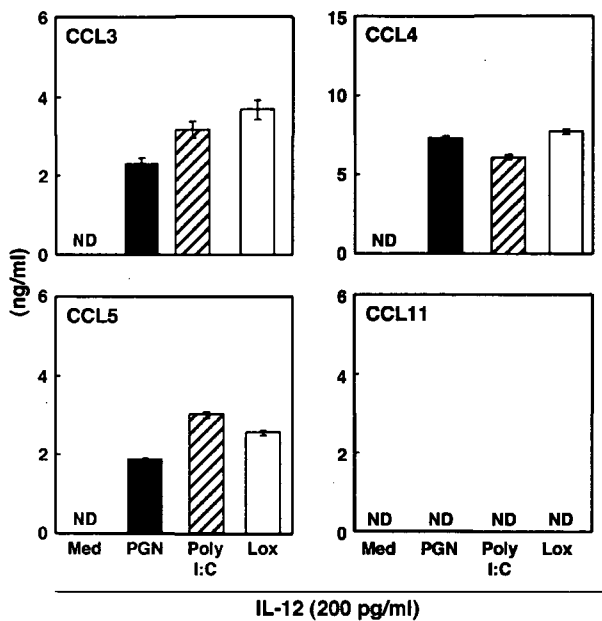 6
CCL3
4
2
ND
0
15
CCL4
10
5
ND
0
(ng/ml)
6
CCL5
4
2
ND
0
Med PGN Poly I:C Lox
6
CCL11
4
2
ND ND ND ND
0
Med PGN Poly I:C Lox
IL-12 (200 pg/ml)